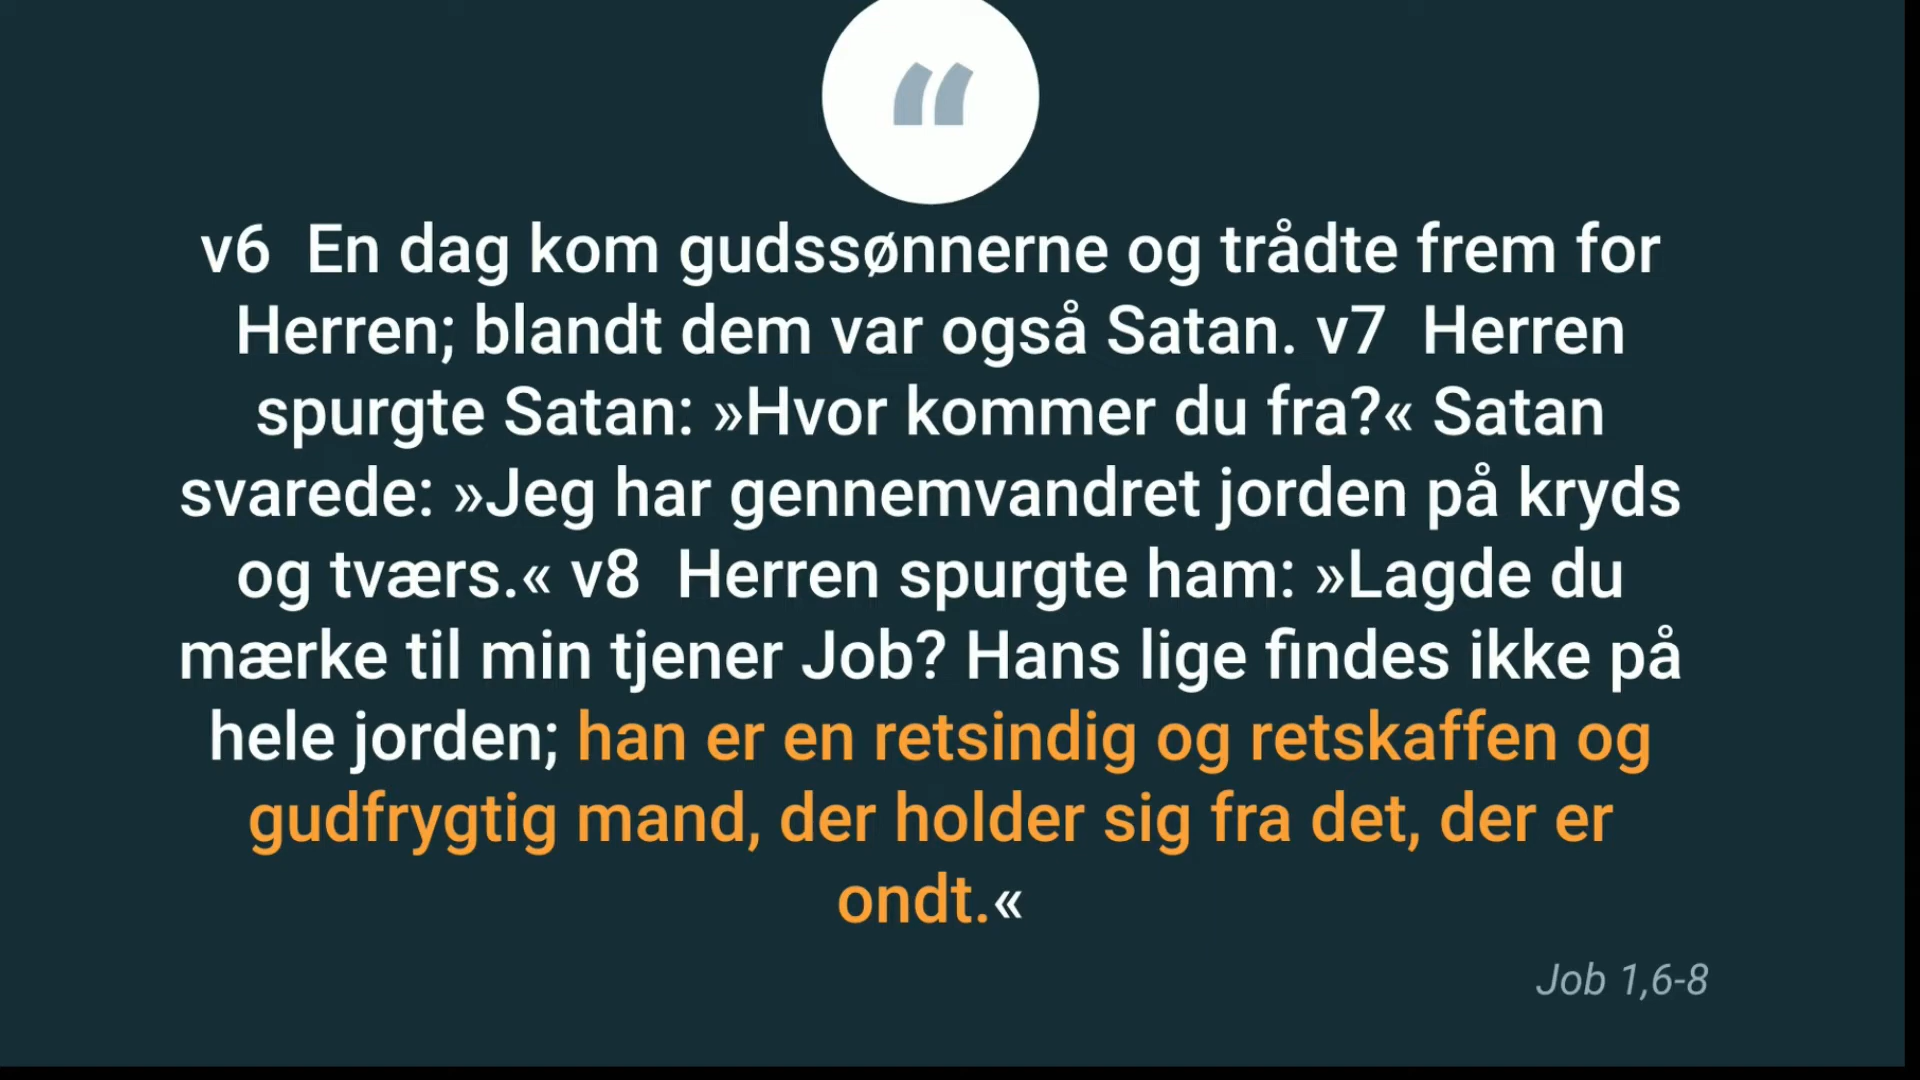 “
v6  En dag kom gudssønnerne og trådte frem for
Herren; blandt dem var også Satan. v7  Herren
spurgte Satan: »Hvor kommer du fra?« Satan
svarede: »Jeg har gennemvandret jorden på kryds
og tværs.« v8  Herren spurgte ham: »Lagde du
mærke til min tjener Job? Hans lige findes ikke på
hele jorden; han er en retsindig og retskaffen og
gudfrygtig mand, der holder sig fra det, der er
ondt.«
Job 1,6-8